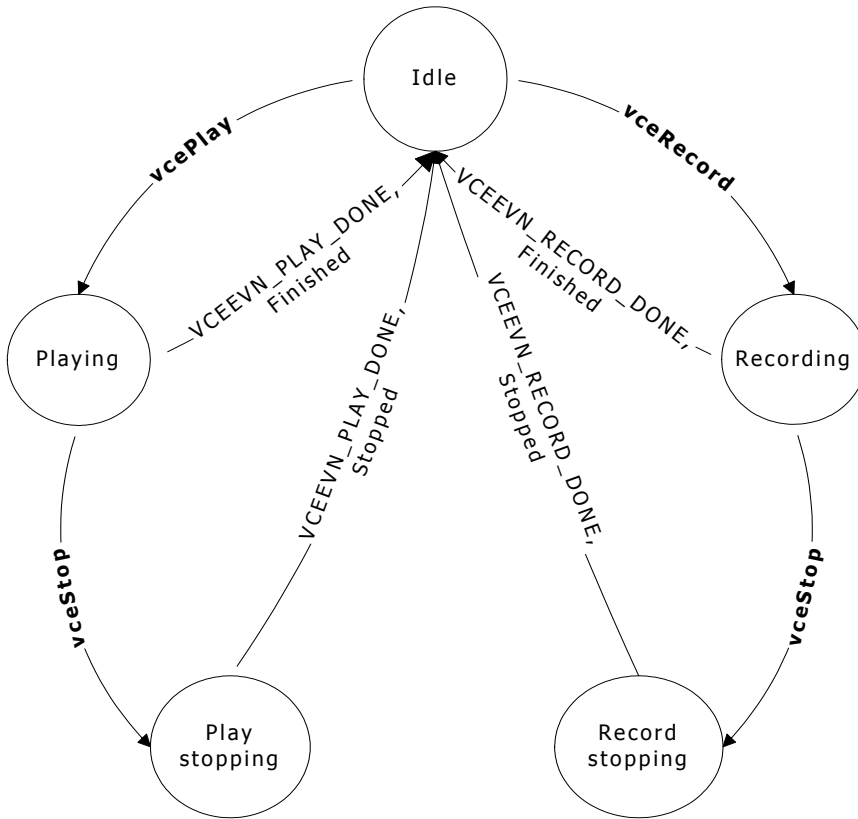 Idle
vcePlay
vceRecord
VCEEVN_PLAY_DONE,
Finished
VCEEVN_RECORD_DONE,
Finished
Playing
Recording
VCEEVN_PLAY_DONE,
Stopped
VCEEVN_RECORD_DONE,
Stopped
vceStop
vceStop
Play
stopping
Record
stopping